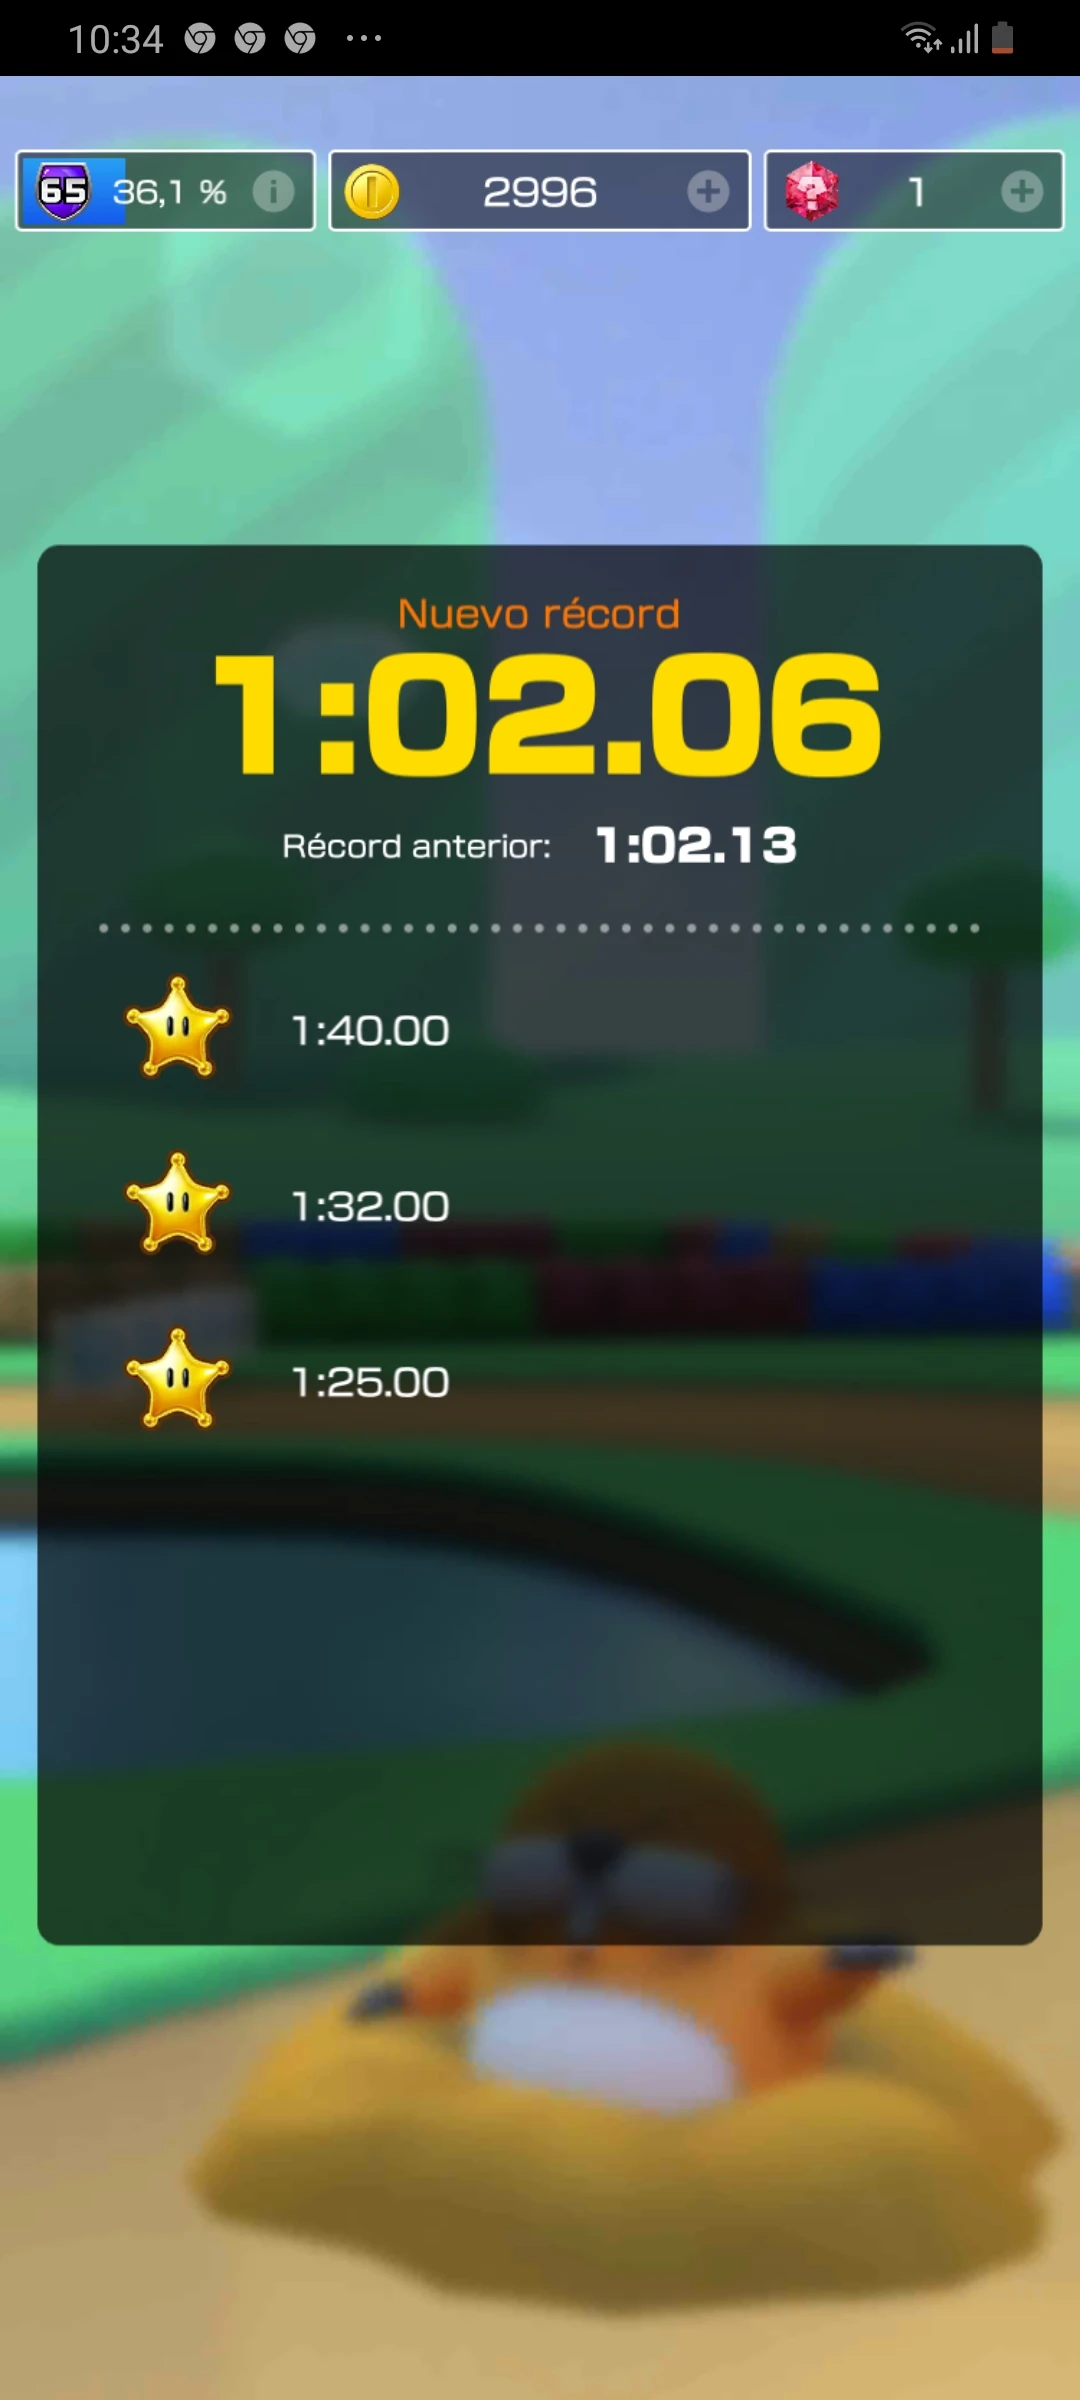 10:34
65 36,1 % i 2996 + ? 1 +
Nuevo récord
1:02.06
Récord anterior: 1:02.13
1:40.00
1:32.00
1:25.00